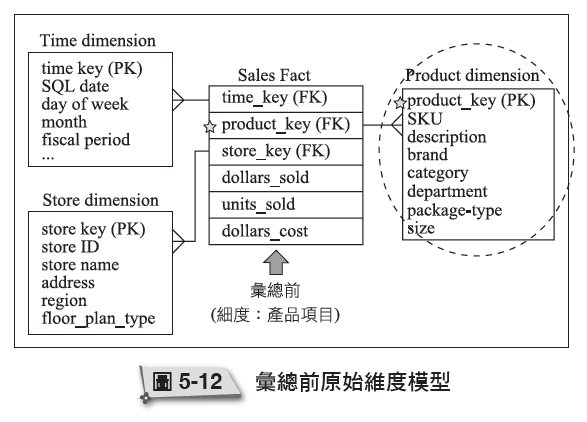 Time dimension
time key (PK)
SQL date
day of week
month
fiscal period
...
Store dimension
store key (PK)
store ID
store name
address
region
floor_plan_type
Sales Fact
time_key (FK)
product_key (FK)
store_key (FK)
dollars_sold
units_sold
dollars_cost
彙總前
(細度：產品項目)
Product dimension
product_key (PK)
SKU
description
brand
category
department
package-type
size
圖 5-12 彙總前原始維度模型